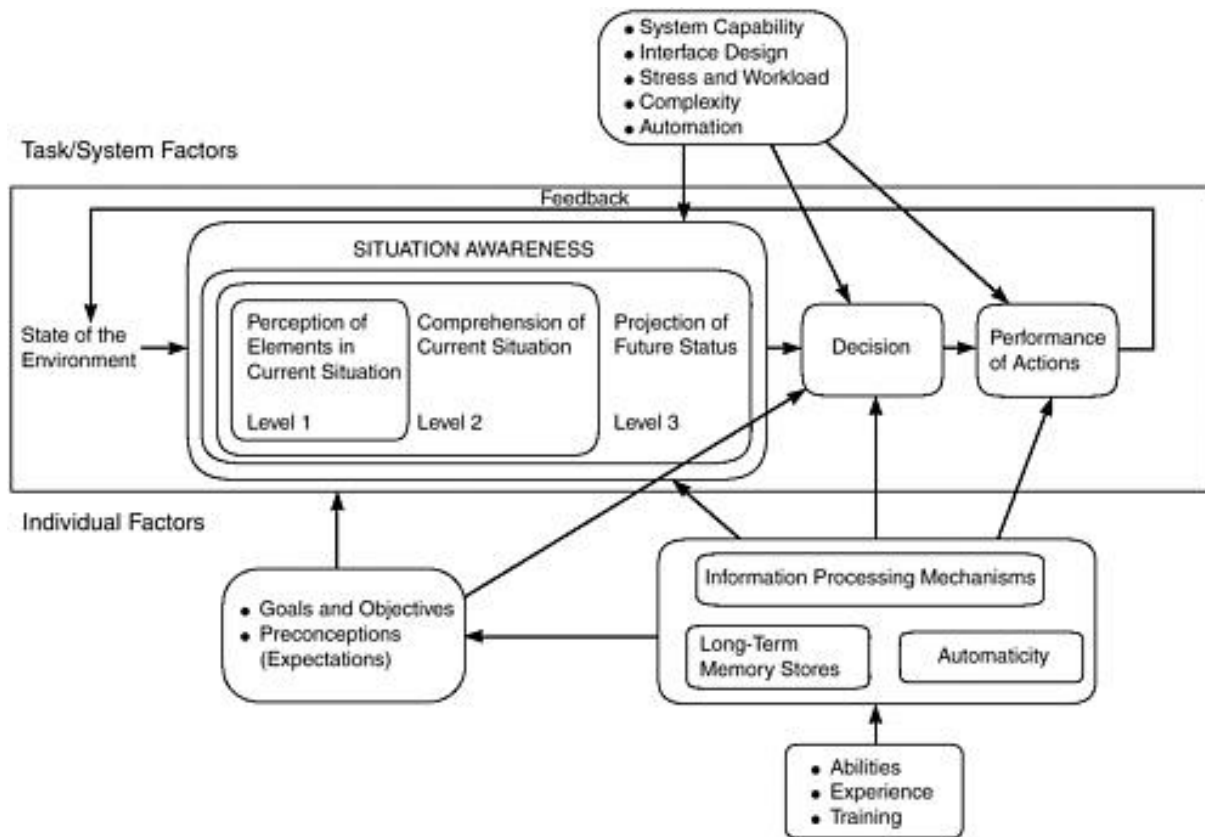 ● System Capability
● Interface Design
● Stress and Workload
● Complexity
● Automation
Task/System Factors
Feedback
SITUATION AWARENESS
State of the
Environment
Perception of
Elements in
Current Situation
Level 1
Comprehension of
Current Situation
Level 2
Projection of
Future Status
Level 3
Decision
Performance
of Actions
Individual Factors
● Goals and Objectives
● Preconceptions
(Expectations)
Information Processing Mechanisms
Long-Term
Memory Stores
Automaticity
● Abilities
● Experience
● Training